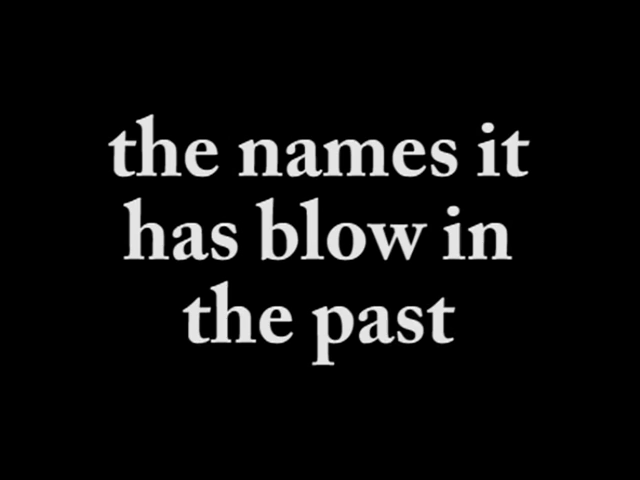 the names it
has blow in
the past